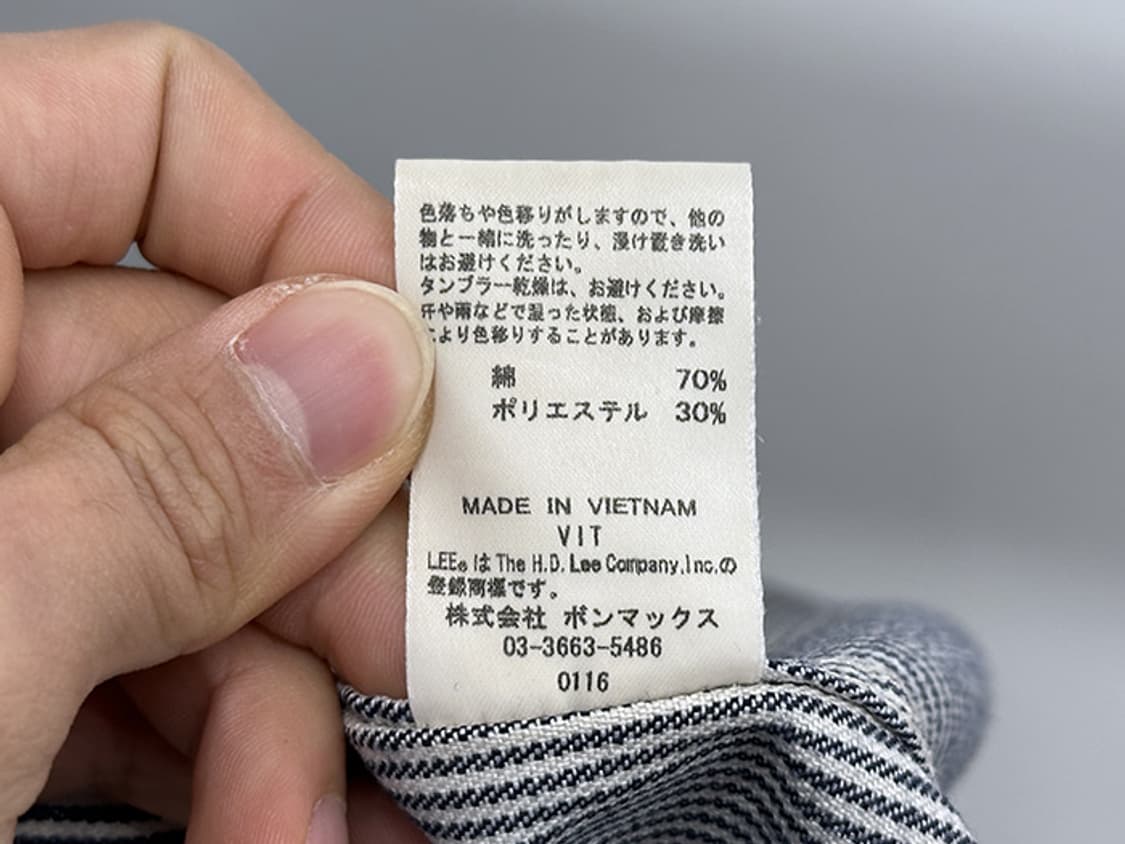 色落ちや色移りがしますので、他の
物と一緒に洗ったり、浸け置き洗い
はお避けください。
タンブラー乾燥は、お避けください。
汗や雨などで湿った状態、および摩擦
により色移りすることがあります。
綿 70%
ポリエステル 30%
MADE IN VIETNAM
VIT
LEE® は The H.D. Lee Company,Inc.の
登録商標です。
株式会社 ボンマックス
03-3663-5486
0116